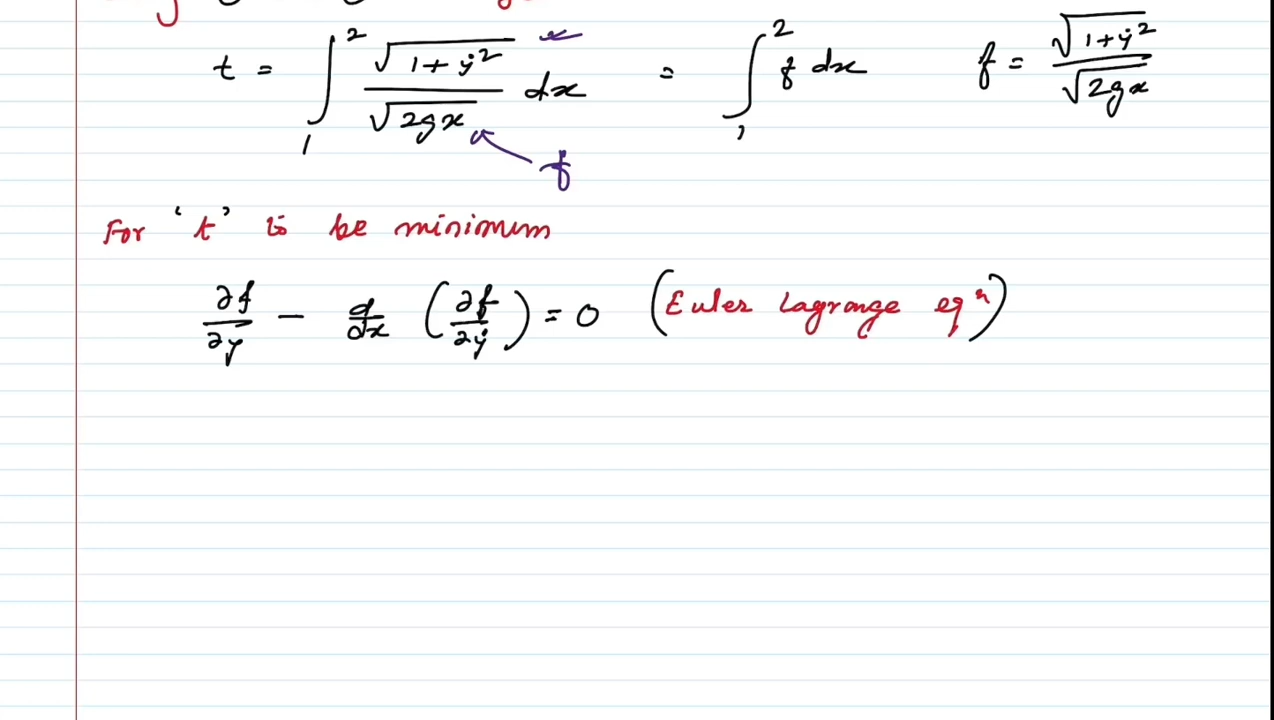 t = ∫₁² √(1+ẏ²) / √(2gx) dx = ∫₁² f dx f = √(1+ẏ²) / √(2gx)
f
For 't' to be minimum
∂f/∂y - d/dx (∂f/∂ẏ) = 0 (Euler Lagrange eqⁿ)